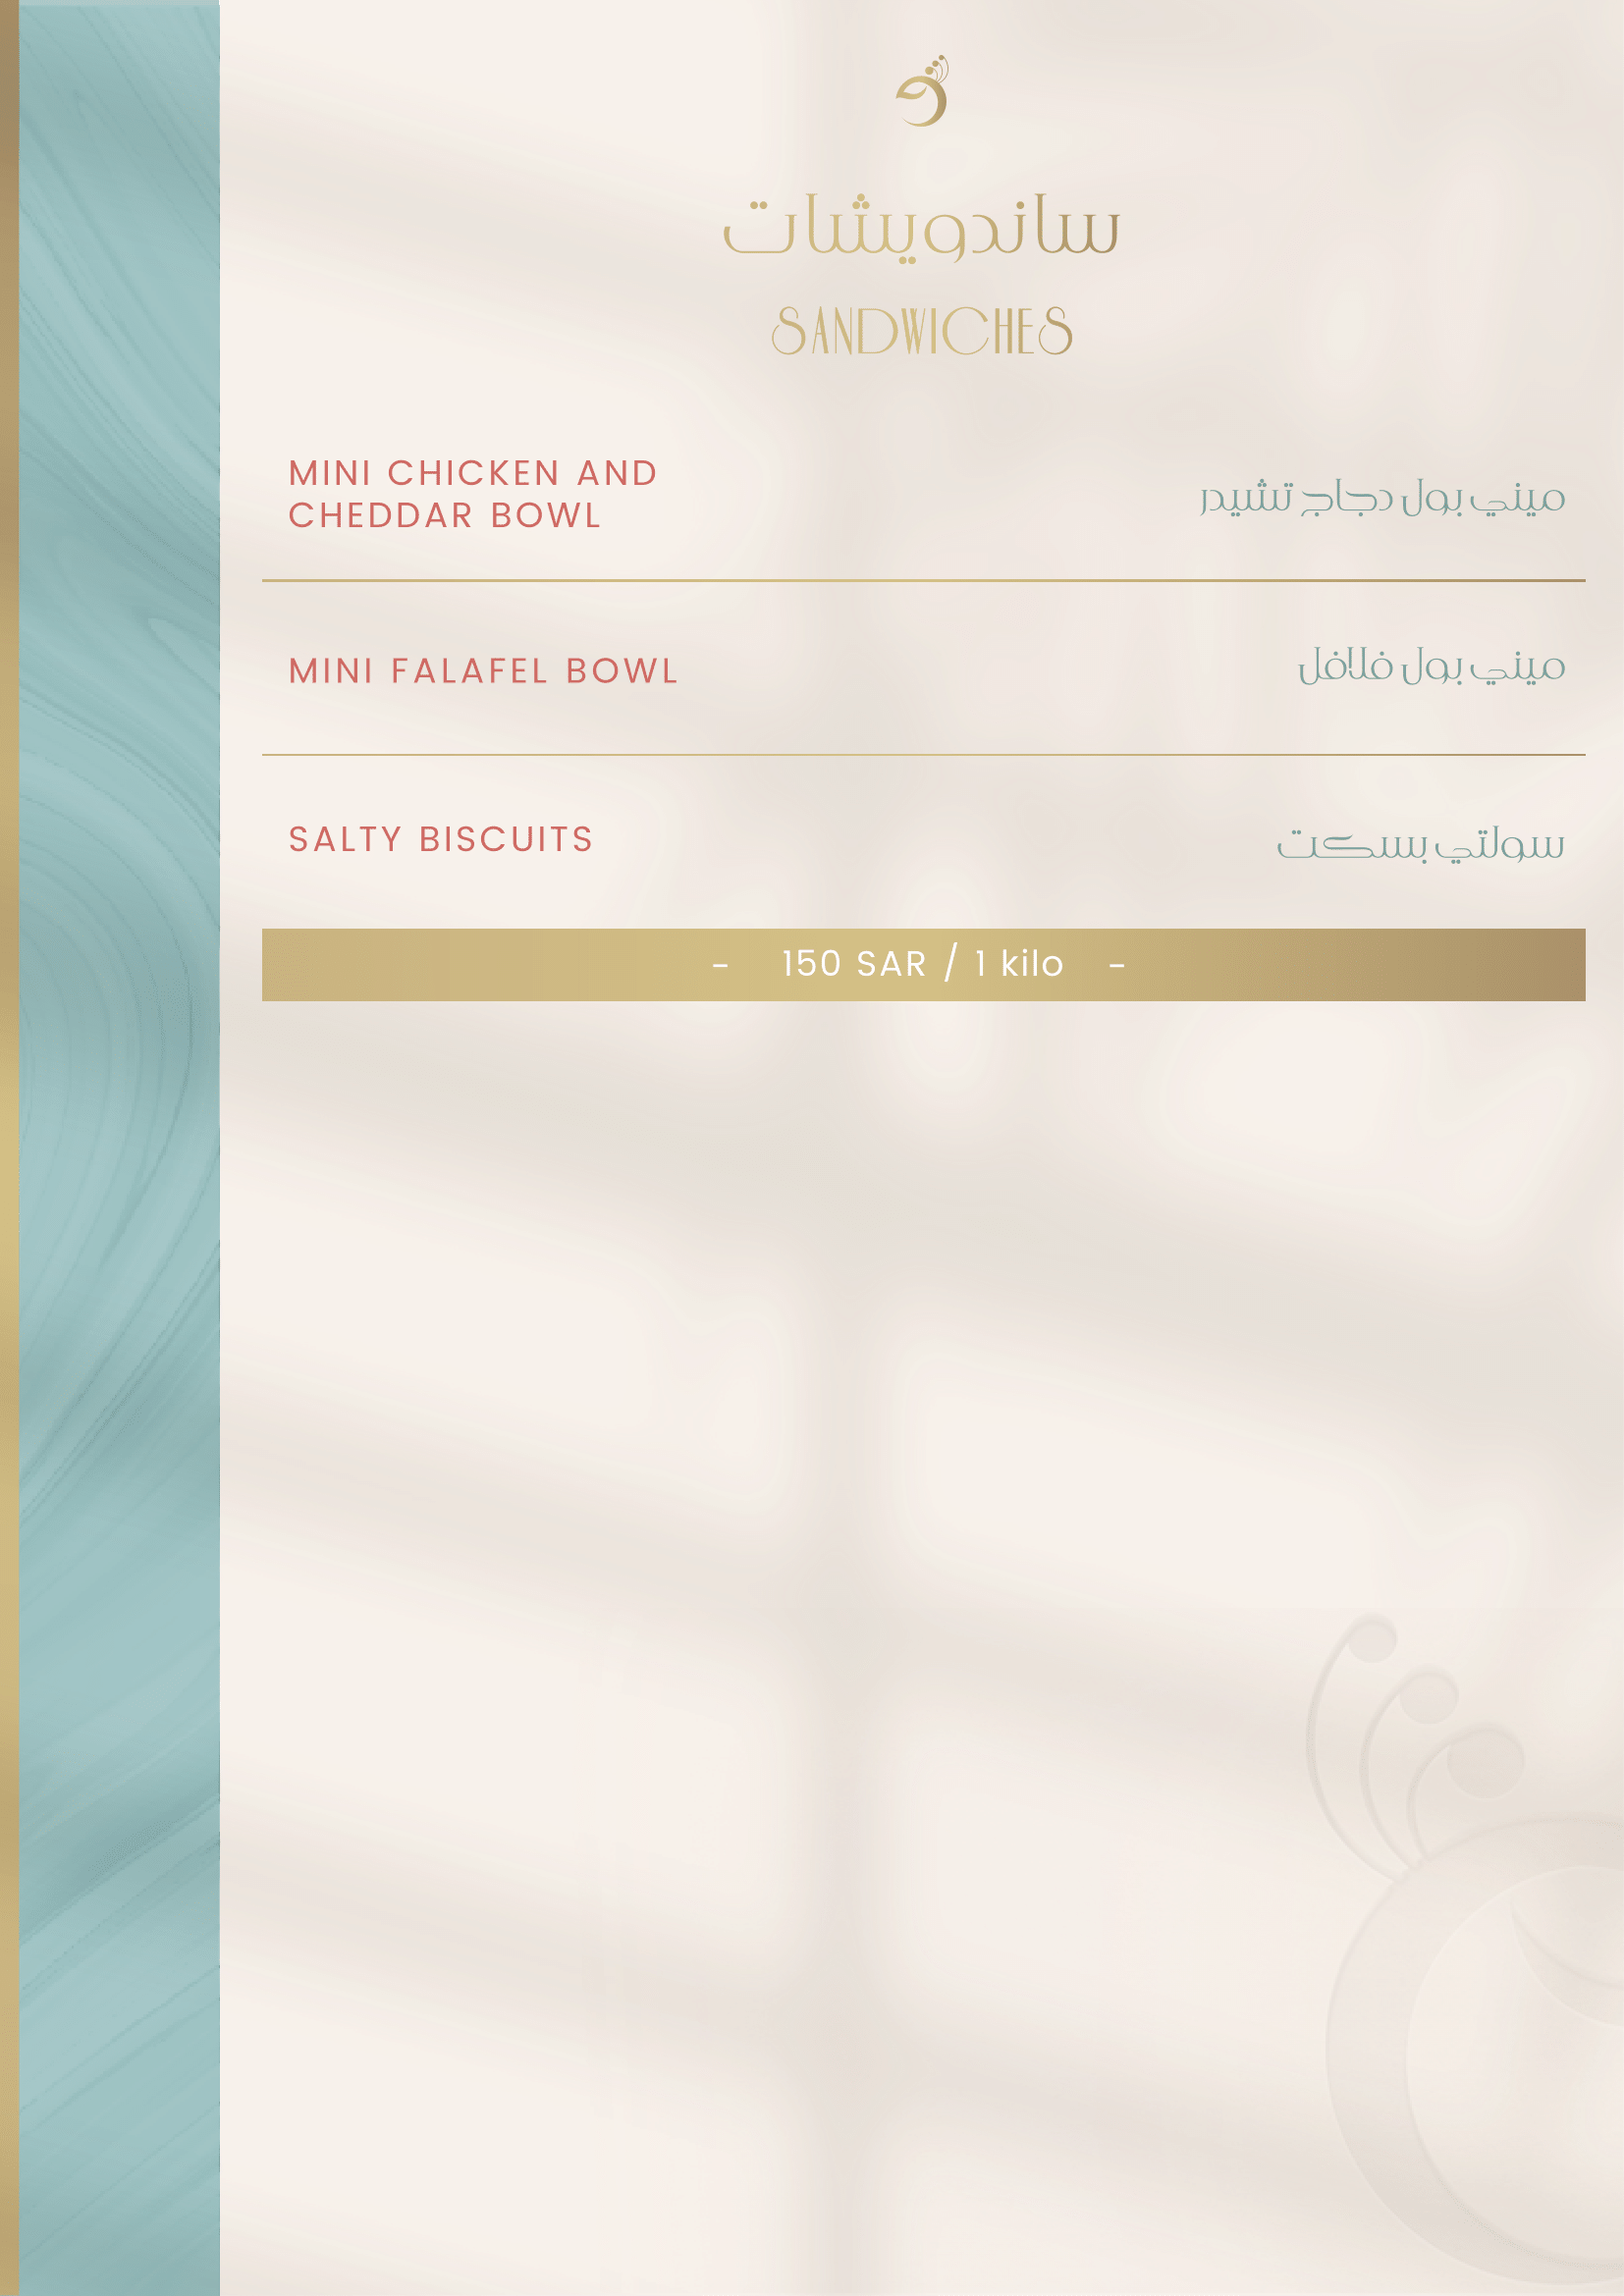 ساندويشات
SANDWICHES
MINI CHICKEN AND
CHEDDAR BOWL
ميني بول دجاج تشيدر
MINI FALAFEL BOWL
ميني بول فلافل
SALTY BISCUITS
سولتي بسكت
- 150 SAR / 1 kilo -